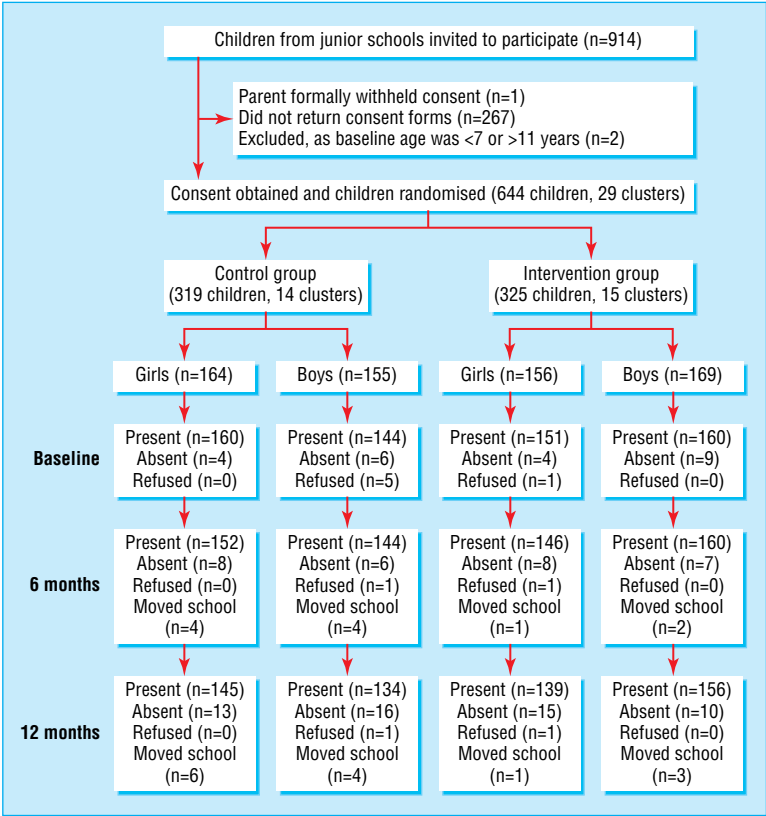 Children from junior schools invited to participate (n=914)
Parent formally withheld consent (n=1)
Did not return consent forms (n=267)
Excluded, as baseline age was <7 or >11 years (n=2)
Consent obtained and children randomised (644 children, 29 clusters)
Control group
(319 children, 14 clusters)
Intervention group
(325 children, 15 clusters)
Girls (n=164)
Boys (n=155)
Girls (n=156)
Boys (n=169)
Baseline
Present (n=160)
Absent (n=4)
Refused (n=0)
Present (n=144)
Absent (n=6)
Refused (n=5)
Present (n=151)
Absent (n=4)
Refused (n=1)
Present (n=160)
Absent (n=9)
Refused (n=0)
6 months
Present (n=152)
Absent (n=8)
Refused (n=0)
Moved school
(n=4)
Present (n=144)
Absent (n=6)
Refused (n=1)
Moved school
(n=4)
Present (n=146)
Absent (n=8)
Refused (n=1)
Moved school
(n=1)
Present (n=160)
Absent (n=7)
Refused (n=0)
Moved school
(n=2)
12 months
Present (n=145)
Absent (n=13)
Refused (n=0)
Moved school
(n=6)
Present (n=134)
Absent (n=16)
Refused (n=1)
Moved school
(n=4)
Present (n=139)
Absent (n=15)
Refused (n=1)
Moved school
(n=1)
Present (n=156)
Absent (n=10)
Refused (n=0)
Moved school
(n=3)